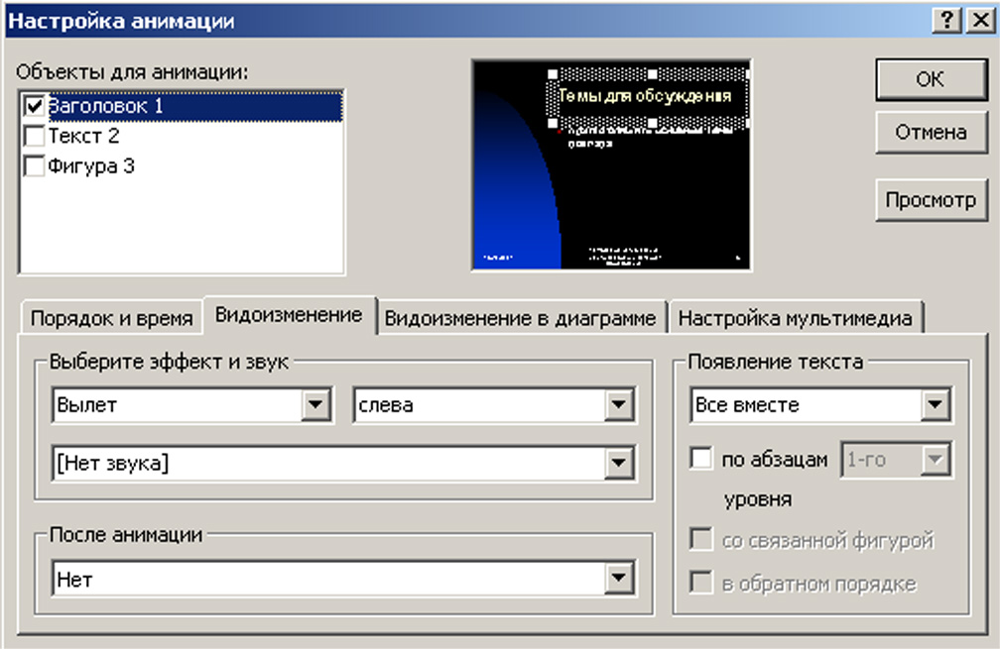 Настройка анимации
Объекты для анимации:
Заголовок 1
Текст 2
Фигура 3
Темы для обсуждения
OK
Отмена
Просмотр
Порядок и время
Видоизменение
Видоизменение в диаграмме
Настройка мультимедиа
Выберите эффект и звук
Вылет
слева
[Нет звука]
После анимации
Нет
Появление текста
Все вместе
по абзацам 1-го
уровня
со связанной фигурой
в обратном порядке